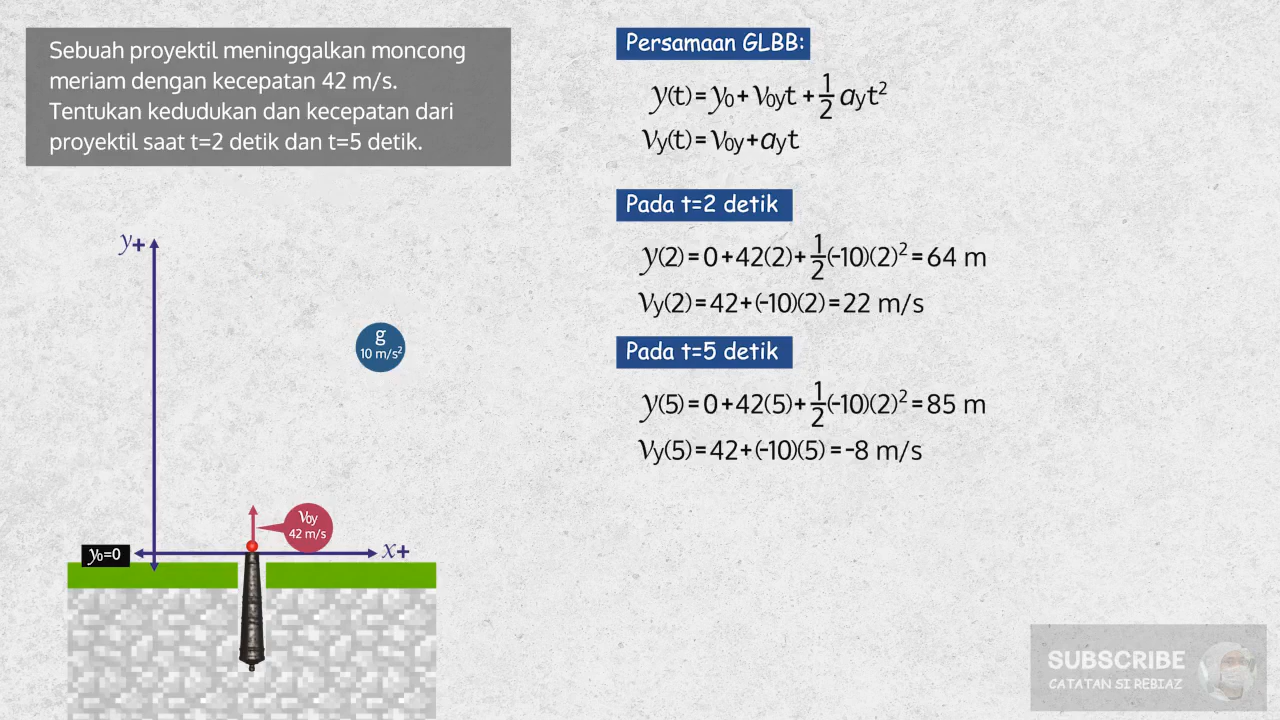 Sebuah proyektil meninggalkan moncong
meriam dengan kecepatan 42 m/s.
Tentukan kedudukan dan kecepatan dari
proyektil saat t=2 detik dan t=5 detik.
Persamaan GLBB:
y(t)=y₀+v₀yt+1/2 ayt²
vy(t)=v₀y+ayt
Pada t=2 detik
y(2)=0+42(2)+1/2(-10)(2)²=64 m
vy(2)=42+(-10)(2)=22 m/s
Pada t=5 detik
y(5)=0+42(5)+1/2(-10)(2)²=85 m
vy(5)=42+(-10)(5)=-8 m/s
y+
g
10 m/s²
v₀y
42 m/s
y₀=0
x+
SUBSCRIBE
CATATAN SI REBIAZ